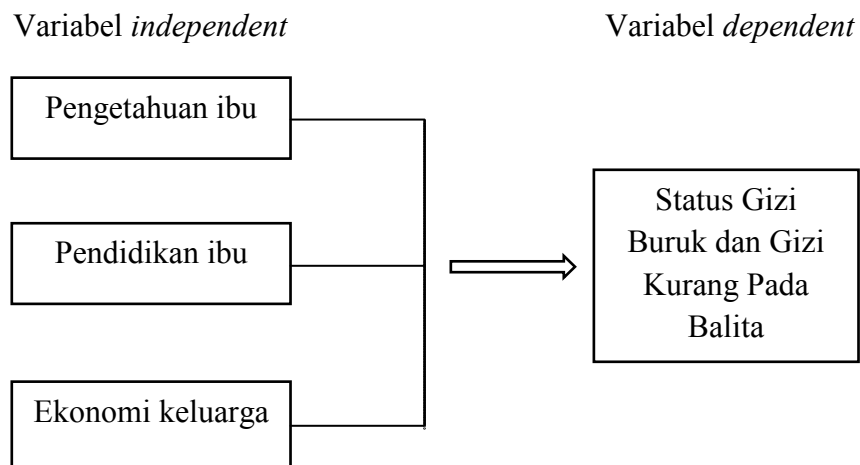 Variabel independent
Variabel dependent
Pengetahuan ibu
Pendidikan ibu
Ekonomi keluarga
Status Gizi
Buruk dan Gizi
Kurang Pada
Balita